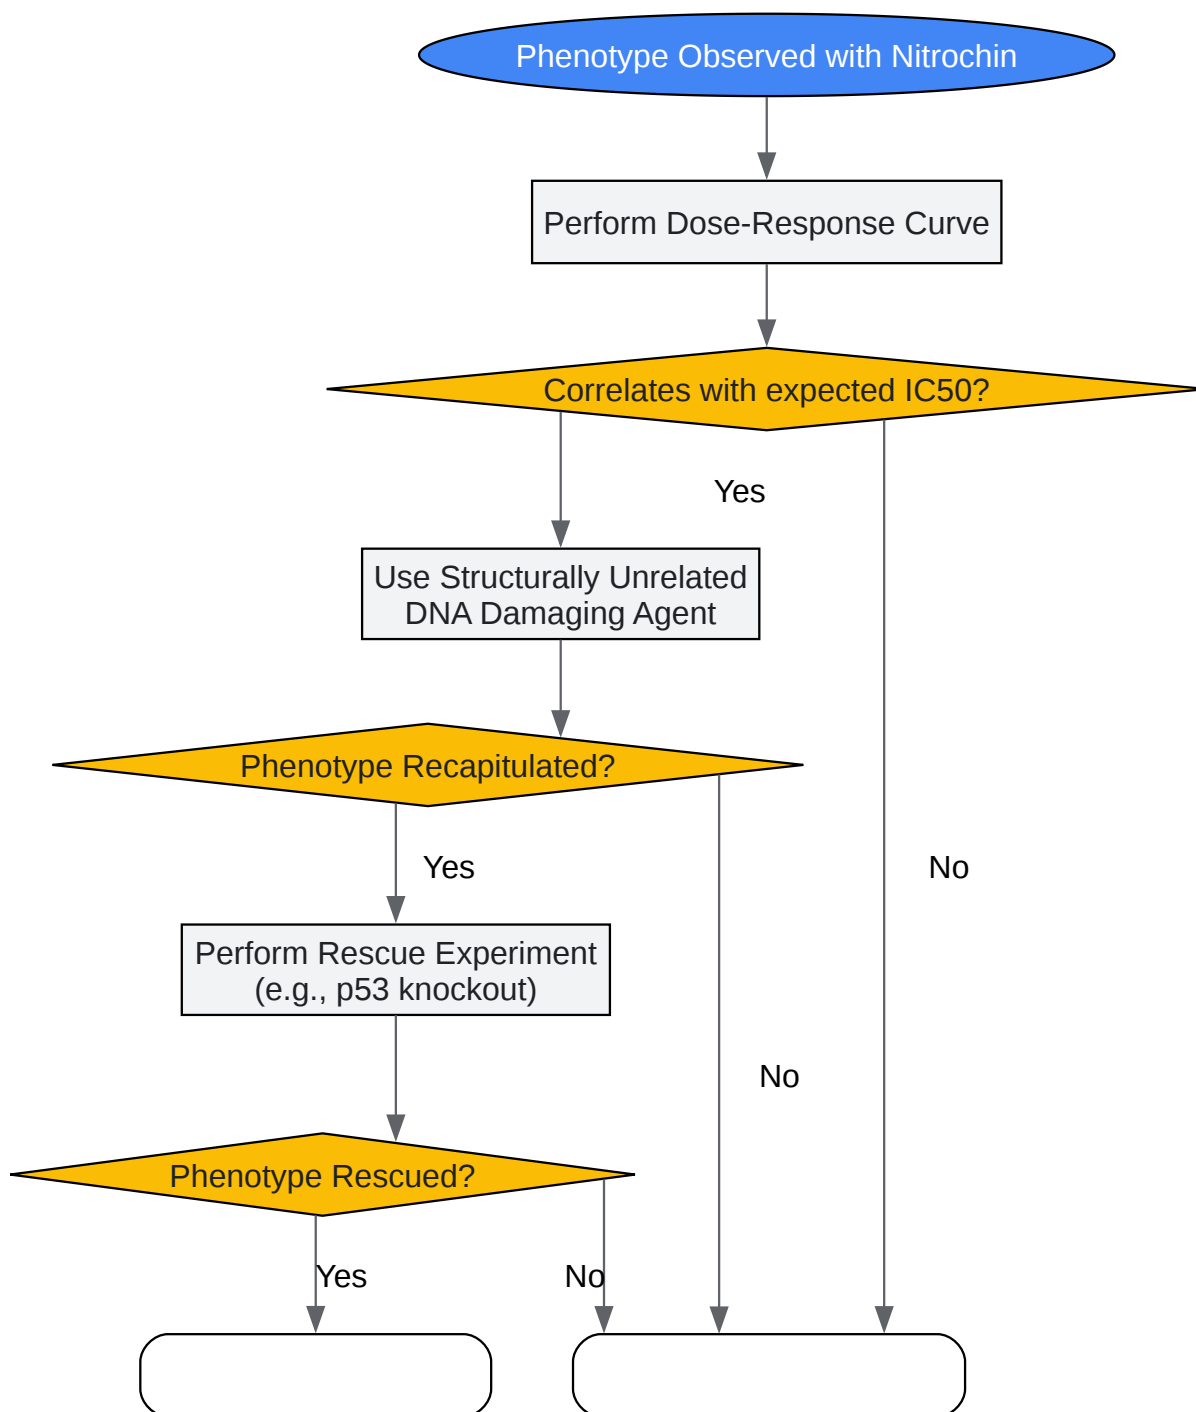 Phenotype Observed with Nitrochin
Perform Dose-Response Curve
Correlates with expected IC50?
Yes
Use Structurally Unrelated
DNA Damaging Agent
Phenotype Recapitulated?
Yes
No
Perform Rescue Experiment
(e.g., p53 knockout)
No
Phenotype Rescued?
Yes
No